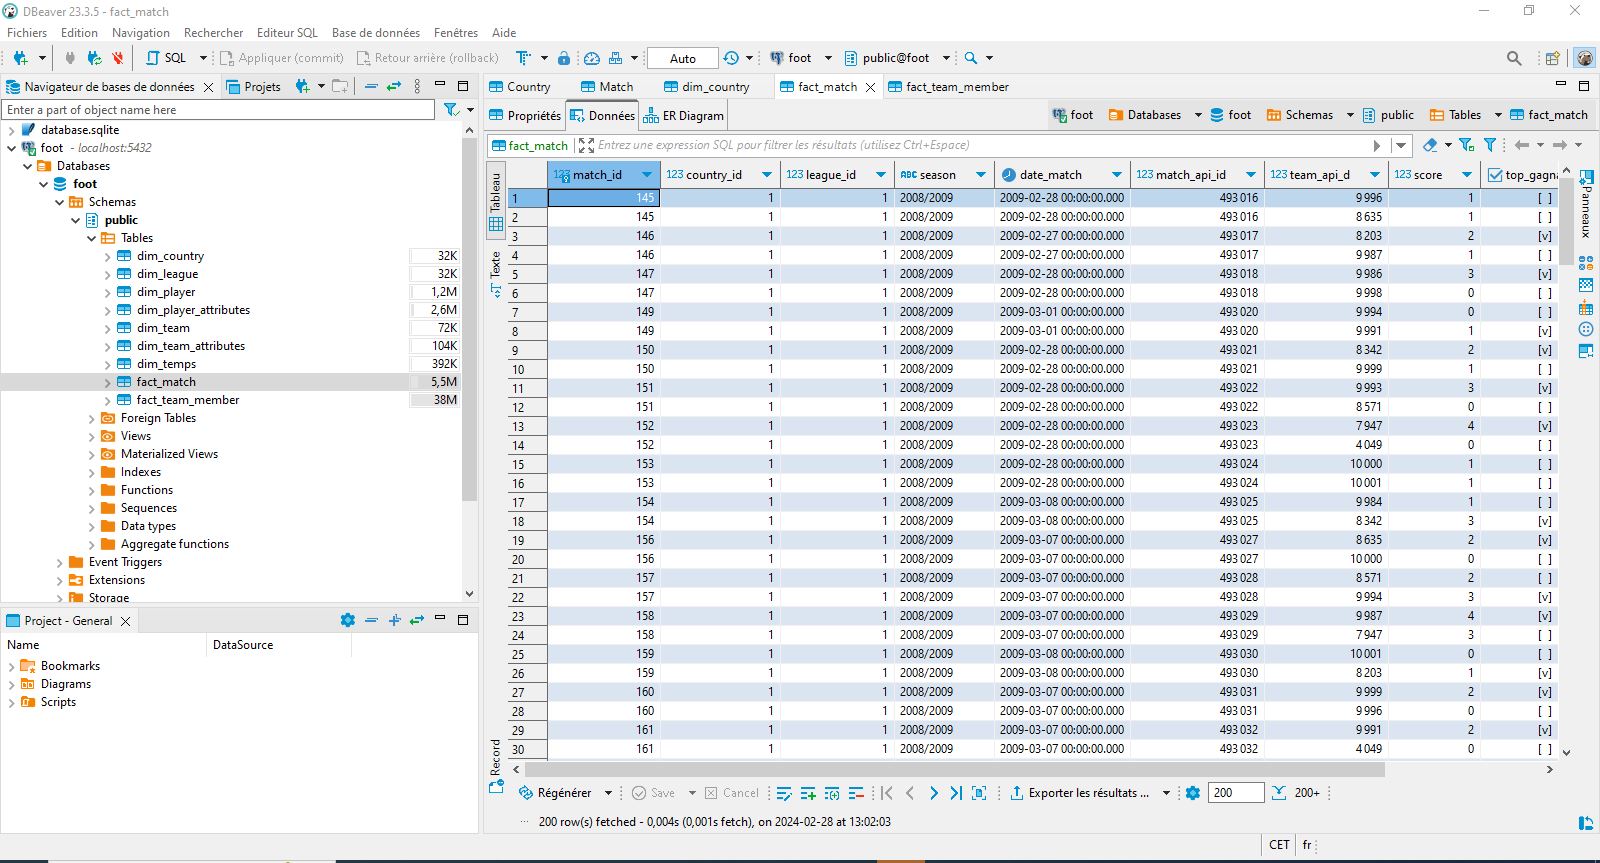 DBeaver 23.3.5 - fact_match
Fichiers Edition Navigation Rechercher Editeur SQL Base de données Fenêtres Aide
SQL Appliquer (commit) Retour arrière (rollback) Auto foot public@foot
Navigateur de bases de données Projets
Enter a part of object name here
database.sqlite
foot - localhost:5432
Databases
foot
Schemas
public
Tables
dim_country 32K
dim_league 32K
dim_player 1,2M
dim_player_attributes 2,6M
dim_team 72K
dim_team_attributes 104K
dim_temps 392K
fact_match 5,5M
fact_team_member 38M
Foreign Tables
Views
Materialized Views
Indexes
Functions
Sequences
Data types
Aggregate functions
Event Triggers
Extensions
Storage
Project - General
Name DataSource
Bookmarks
Diagrams
Scripts
Country Match dim_country fact_match fact_team_member
Propriétés Données ER Diagram foot Databases foot Schemas public Tables fact_match
fact_match Entrez une expression SQL pour filtrer les résultats (utilisez Ctrl+Espace)
Tableau
Texte
Record
Panneaux
123 match_id 123 country_id 123 league_id ABC season date_match 123 match_api_id 123 team_api_id 123 score top_gagna
1 145 1 1 2008/2009 2009-02-28 00:00:00.000 493 016 9 996 1 [ ]
2 145 1 1 2008/2009 2009-02-28 00:00:00.000 493 016 8 635 1 [ ]
3 146 1 1 2008/2009 2009-02-27 00:00:00.000 493 017 8 203 2 [v]
4 146 1 1 2008/2009 2009-02-27 00:00:00.000 493 017 9 987 1 [ ]
5 147 1 1 2008/2009 2009-02-28 00:00:00.000 493 018 9 986 3 [v]
6 147 1 1 2008/2009 2009-02-28 00:00:00.000 493 018 9 998 0 [ ]
7 149 1 1 2008/2009 2009-03-01 00:00:00.000 493 020 9 994 0 [ ]
8 149 1 1 2008/2009 2009-03-01 00:00:00.000 493 020 9 991 1 [v]
9 150 1 1 2008/2009 2009-02-28 00:00:00.000 493 021 8 342 2 [v]
10 150 1 1 2008/2009 2009-02-28 00:00:00.000 493 021 9 999 1 [ ]
11 151 1 1 2008/2009 2009-02-28 00:00:00.000 493 022 9 993 3 [v]
12 151 1 1 2008/2009 2009-02-28 00:00:00.000 493 022 8 571 0 [ ]
13 152 1 1 2008/2009 2009-02-28 00:00:00.000 493 023 7 947 4 [v]
14 152 1 1 2008/2009 2009-02-28 00:00:00.000 493 023 4 049 0 [ ]
15 153 1 1 2008/2009 2009-02-28 00:00:00.000 493 024 10 000 1 [ ]
16 153 1 1 2008/2009 2009-02-28 00:00:00.000 493 024 10 001 1 [ ]
17 154 1 1 2008/2009 2009-03-08 00:00:00.000 493 025 9 984 1 [ ]
18 154 1 1 2008/2009 2009-03-08 00:00:00.000 493 025 8 342 3 [v]
19 156 1 1 2008/2009 2009-03-07 00:00:00.000 493 027 8 635 2 [v]
20 156 1 1 2008/2009 2009-03-07 00:00:00.000 493 027 10 000 0 [ ]
21 157 1 1 2008/2009 2009-03-07 00:00:00.000 493 028 8 571 2 [ ]
22 157 1 1 2008/2009 2009-03-07 00:00:00.000 493 028 9 994 3 [v]
23 158 1 1 2008/2009 2009-03-07 00:00:00.000 493 029 9 987 4 [v]
24 158 1 1 2008/2009 2009-03-07 00:00:00.000 493 029 7 947 3 [ ]
25 159 1 1 2008/2009 2009-03-08 00:00:00.000 493 030 10 001 0 [ ]
26 159 1 1 2008/2009 2009-03-08 00:00:00.000 493 030 8 203 1 [v]
27 160 1 1 2008/2009 2009-03-07 00:00:00.000 493 031 9 999 2 [v]
28 160 1 1 2008/2009 2009-03-07 00:00:00.000 493 031 9 996 0 [ ]
29 161 1 1 2008/2009 2009-03-07 00:00:00.000 493 032 9 991 2 [v]
30 161 1 1 2008/2009 2009-03-07 00:00:00.000 493 032 4 049 0 [ ]
Régénérer Save Cancel Exporter les résultats ... 200 200+
200 row(s) fetched - 0,004s (0,001s fetch), on 2024-02-28 at 13:02:03
CET fr